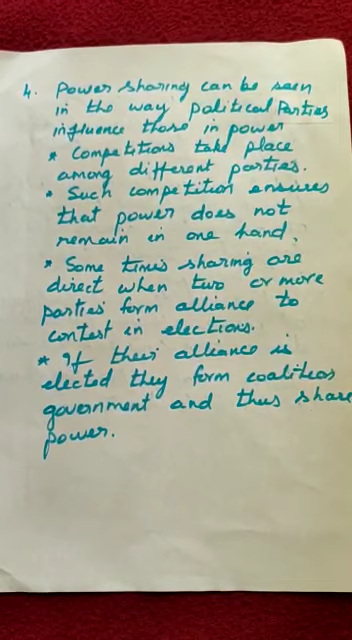 4. Power sharing can be seen
in the way political Parties
influence those in power
* Competitions take place
among different parties.
* Such competition ensures
that power does not
remain in one hand.
* Some times sharing are
direct when two or more
parties form alliance to
contest in elections.
* If their alliance is
elected they form coalition
government and thus share
power.